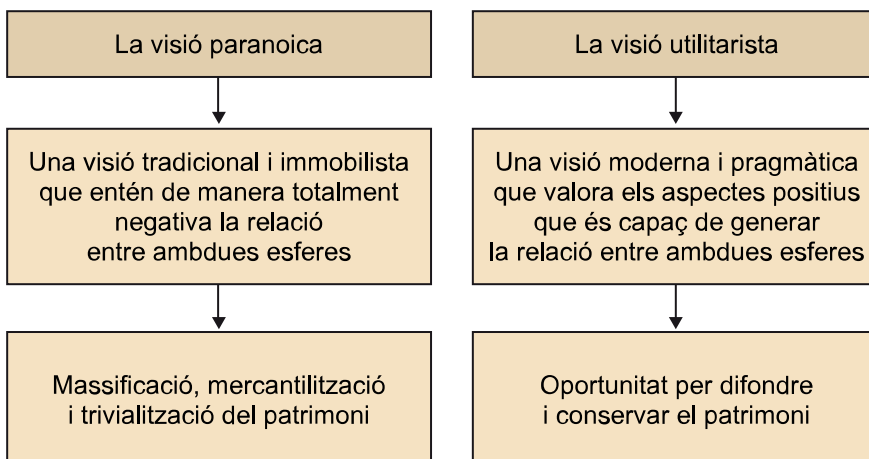 La visió paranoica
Una visió tradicional i immobilista
que entén de manera totalment
negativa la relació
entre ambdues esferes
Massificació, mercantilització
i trivialització del patrimoni
La visió utilitarista
Una visió moderna i pragmàtica
que valora els aspectes positius
que és capaç de generar
la relació entre ambdues esferes
Oportunitat per difondre
i conservar el patrimoni